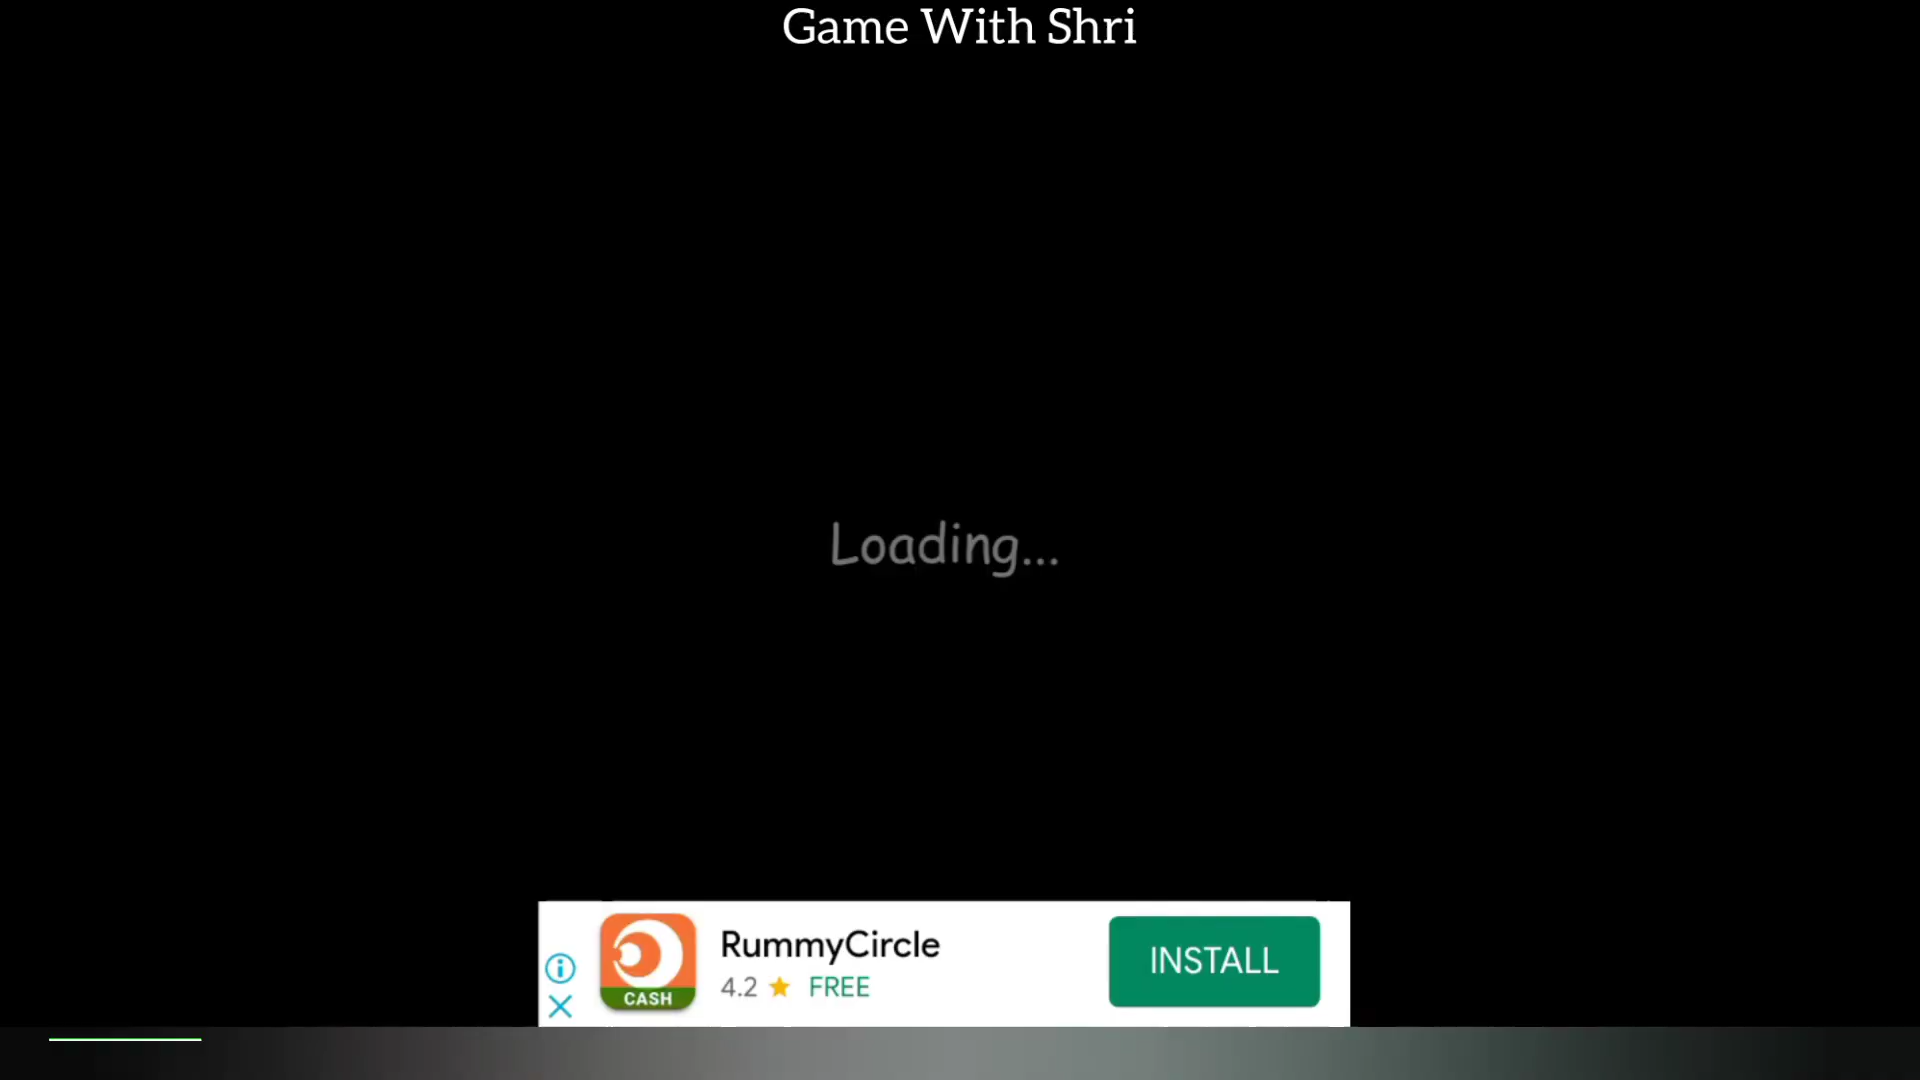 Game With Shri
Loading...
RummyCircle
4.2 ★ FREE
CASH
INSTALL